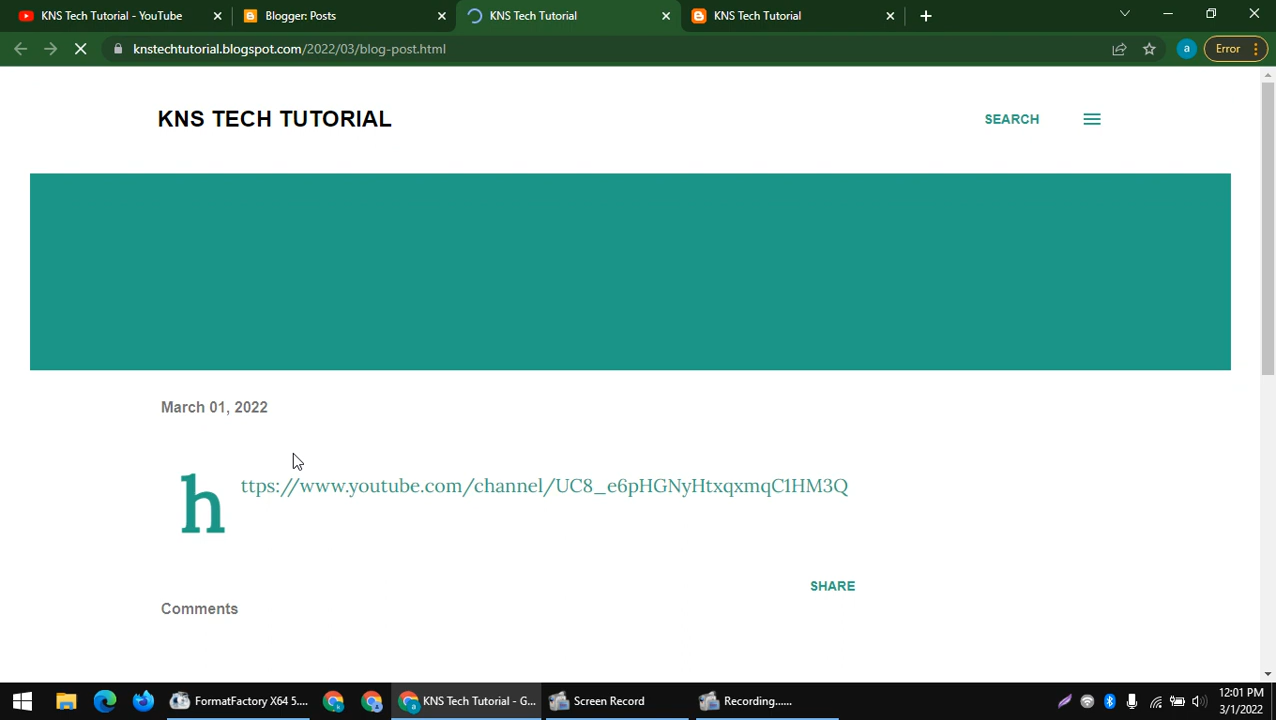 KNS Tech Tutorial - YouTube
Blogger: Posts
KNS Tech Tutorial
KNS Tech Tutorial
knstechtutorial.blogspot.com/2022/03/blog-post.html
a
Error
KNS TECH TUTORIAL
SEARCH
March 01, 2022
https://www.youtube.com/channel/UC8_e6pHGNyHtxqxmqC1HM3Q
SHARE
Comments
FormatFactory X64 5....
KNS Tech Tutorial - G...
Screen Record
Recording......
12:01 PM
3/1/2022